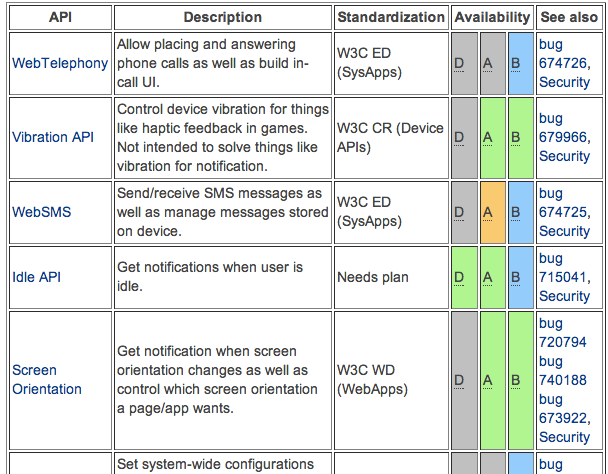 API Description Standardization Availability See also
WebTelephony Allow placing and answering phone calls as well as build in-call UI. W3C ED (SysApps) D A B bug 674726, Security
Vibration API Control device vibration for things like haptic feedback in games. Not intended to solve things like vibration for notification. W3C CR (Device APIs) D A B bug 679966, Security
WebSMS Send/receive SMS messages as well as manage messages stored on device. W3C ED (SysApps) D A B bug 674725, Security
Idle API Get notifications when user is idle. Needs plan D A B bug 715041, Security
Screen Orientation Get notification when screen orientation changes as well as control which screen orientation a page/app wants. W3C WD (WebApps) D A B bug 720794 bug 740188 bug 673922, Security
Set system-wide configurations bug